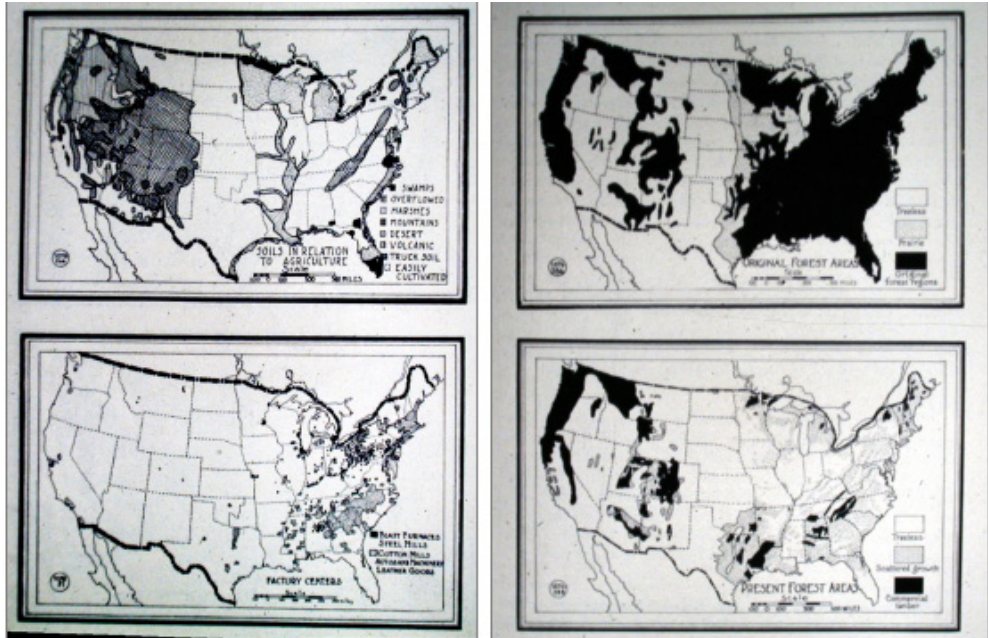 SWAMPS
OVERFLOWED
MARSHES
MOUNTAINS
DESERT
VOLCANIC
TRUCK SOIL
EASILY
CULTIVATED
SOILS IN RELATION
TO AGRICULTURE
Scale
MILES
ORIGINAL FOREST AREAS
Treeless
Prairie
Original
forest regions
BLAST FURNACES
STEEL MILLS
COTTON MILLS
LEATHER GOODS
FACTORY CENTERS
Scale
PRESENT FOREST AREAS
Scale
Treeless
Scattered growth
Commercial
timber